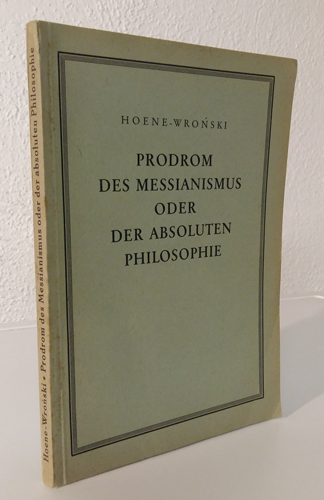 HOENE-WROŃSKI
PRODROM
DES MESSIANISMUS
ODER
DER ABSOLUTEN
PHILOSOPHIE
Hoene-Wroński • Prodrom des Messianismus oder der absoluten Philosophie